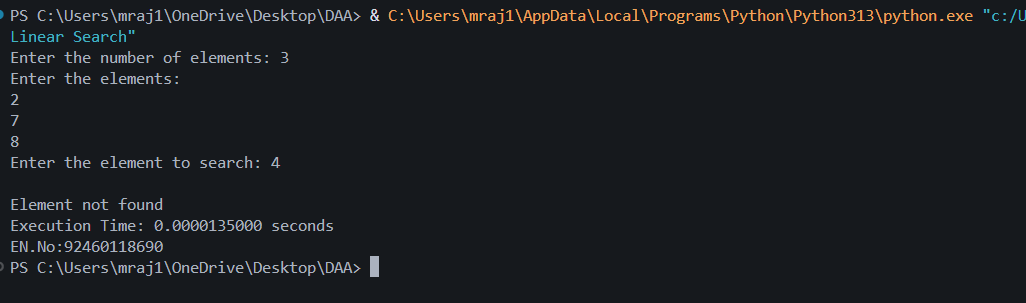 PS C:\Users\mraj1\OneDrive\Desktop\DAA> & C:\Users\mraj1\AppData\Local\Programs\Python\Python313\python.exe "c:/U
Linear Search"
Enter the number of elements: 3
Enter the elements:
2
7
8
Enter the element to search: 4
Element not found
Execution Time: 0.0000135000 seconds
EN.No:92460118690
PS C:\Users\mraj1\OneDrive\Desktop\DAA>